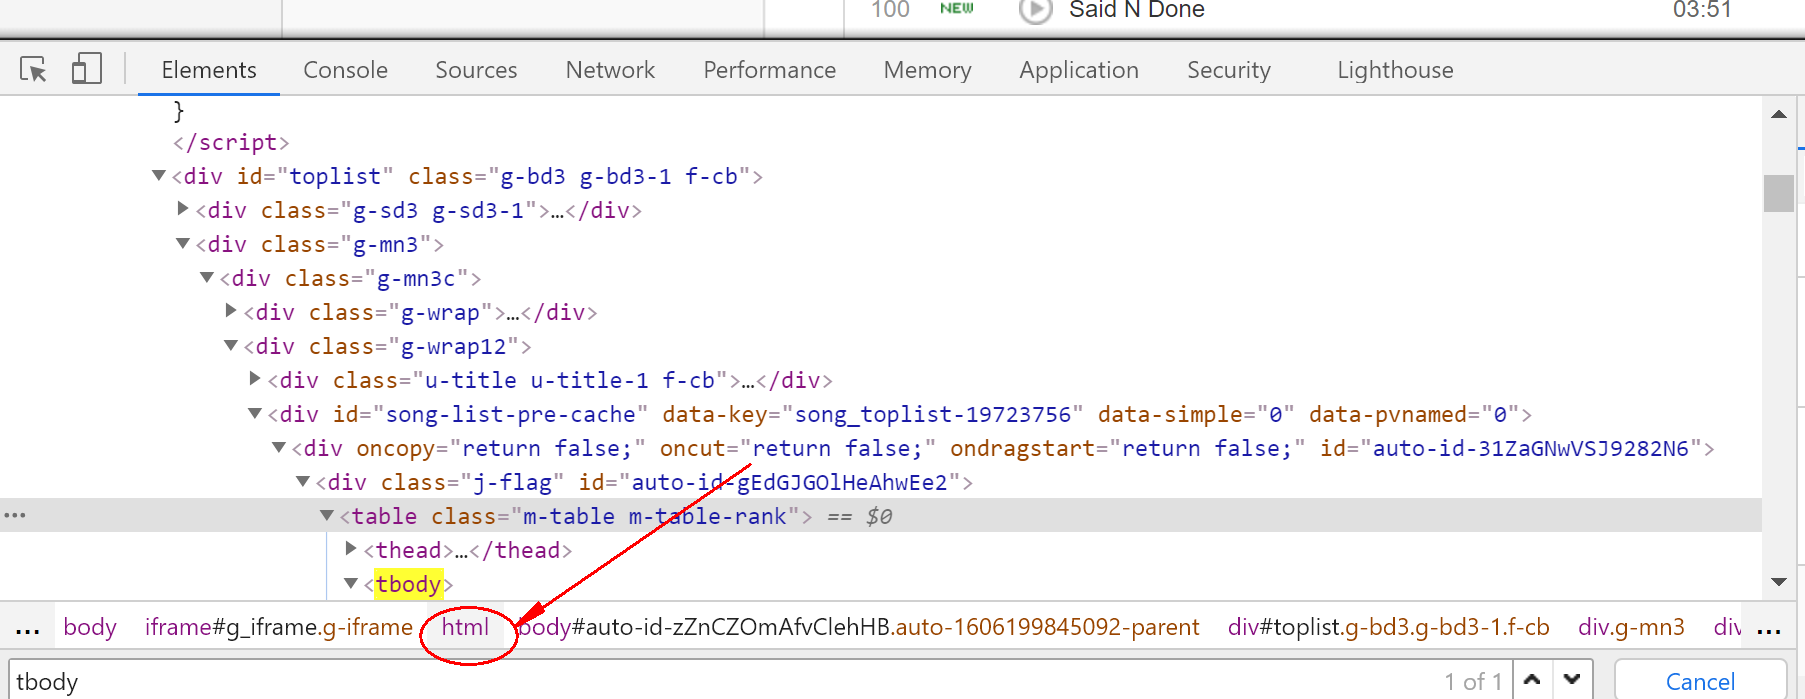 100 NEW Said N Done 03:51
Elements Console Sources Network Performance Memory Application Security Lighthouse
}
</script>
<div id="toplist" class="g-bd3 g-bd3-1 f-cb">
<div class="g-sd3 g-sd3-1">…</div>
<div class="g-mn3">
<div class="g-mn3c">
<div class="g-wrap">…</div>
<div class="g-wrap12">
<div class="u-title u-title-1 f-cb">…</div>
<div id="song-list-pre-cache" data-key="song_toplist-19723756" data-simple="0" data-pvnamed="0">
<div oncopy="return false;" oncut="return false;" ondragstart="return false;" id="auto-id-31ZaGNwVSJ9282N6">
<div class="j-flag" id="auto-id-gEdGJGOlHeAhwEe2">
... <table class="m-table m-table-rank"> == $0
<thead>…</thead>
<tbody>
... body iframe#g_iframe.g-iframe html body#auto-id-zZnCZOmAfvClehHB.auto-1606199845092-parent div#toplist.g-bd3.g-bd3-1.f-cb div.g-mn3 div ...
tbody 1 of 1 Cancel